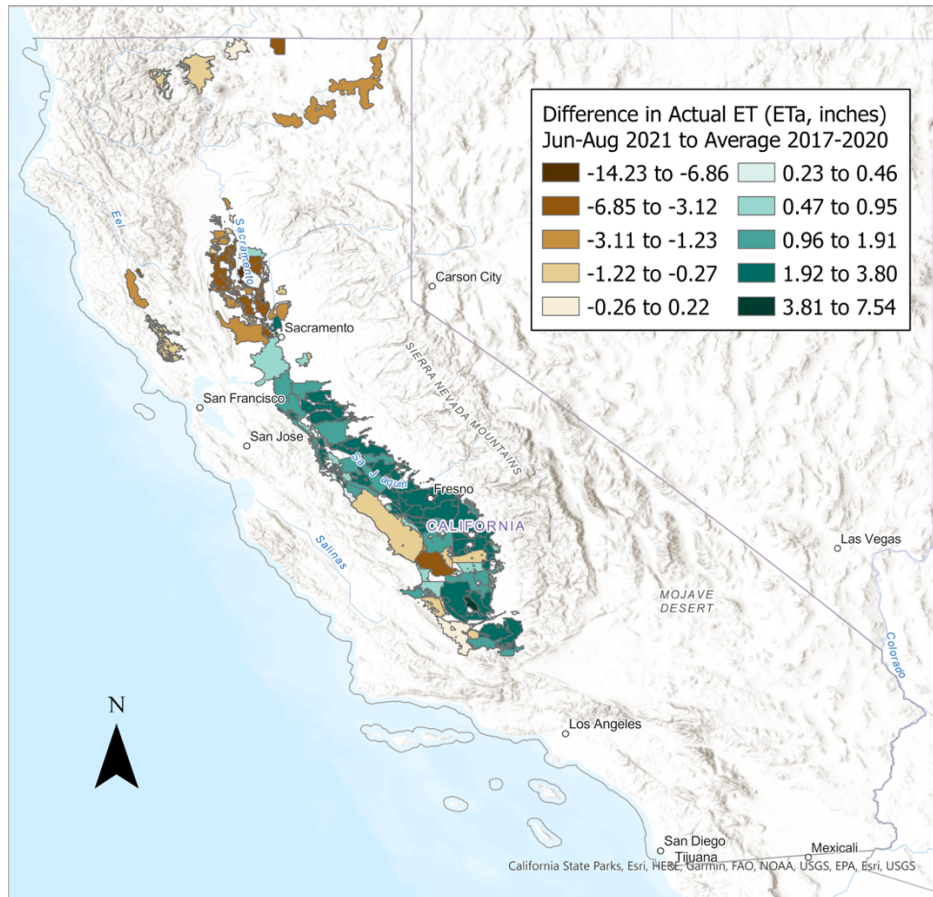 Difference in Actual ET (ETa, inches)
Jun-Aug 2021 to Average 2017-2020
-14.23 to -6.86
0.23 to 0.46
-6.85 to -3.12
0.47 to 0.95
-3.11 to -1.23
0.96 to 1.91
-1.22 to -0.27
1.92 to 3.80
-0.26 to 0.22
3.81 to 7.54
Eel
Sacramento
Carson City
Sacramento
SIERRA NEVADA MOUNTAINS
San Francisco
San Jose
Sa J aquin
Fresno
CALIFORNIA
Salinas
Las Vegas
MOJAVE
DESERT
Colorado
N
Los Angeles
San Diego
Tijuana
Mexicali
California State Parks, Esri, HERE, Garmin, FAO, NOAA, USGS, EPA, Esri, USGS